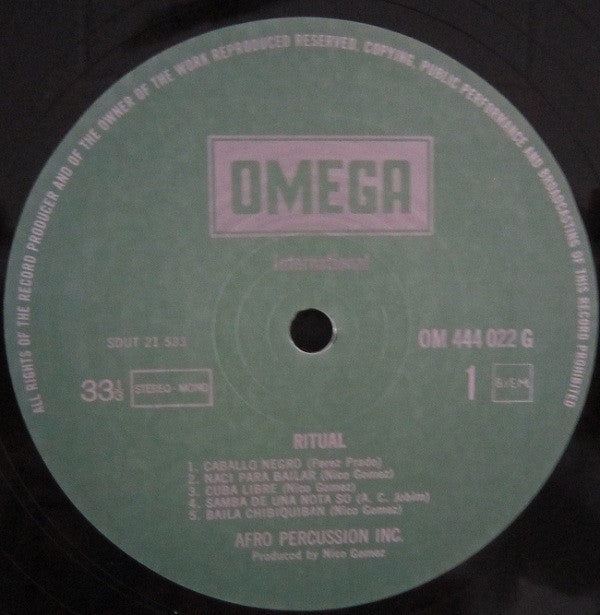 ALL RIGHTS OF THE RECORD PRODUCER AND OF THE OWNER OF THE WORK REPRODUCED RESERVED, COPYING, PUBLIC PERFORMANCE AND BROADCASTING OF THIS RECORD PROHIBITED
OMEGA
international
SDUT 21 583
OM 444 022 G
33⅓
STEREO-MONO
1
B.I.E.M.
RITUAL
1. CABALLO NEGRO (Perez Prado)
2. NACI PARA BAILAR (Nico Gomez)
3. CUBA LIBRE (Nico Gomez)
4. SAMBA DE UNA NOTA SO (A. C. Jobim)
5. BAILA CHIBIQUIBAN (Nico Gomez)
AFRO PERCUSSION INC.
Produced by Nico Gomez